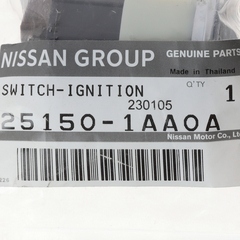 NISSAN GROUP GENUINE PARTS
Made in Thailand
SWITCH-IGNITION Q'TY
230105 1
25150-1AA0A
Nissan Motor Co., Ltd.